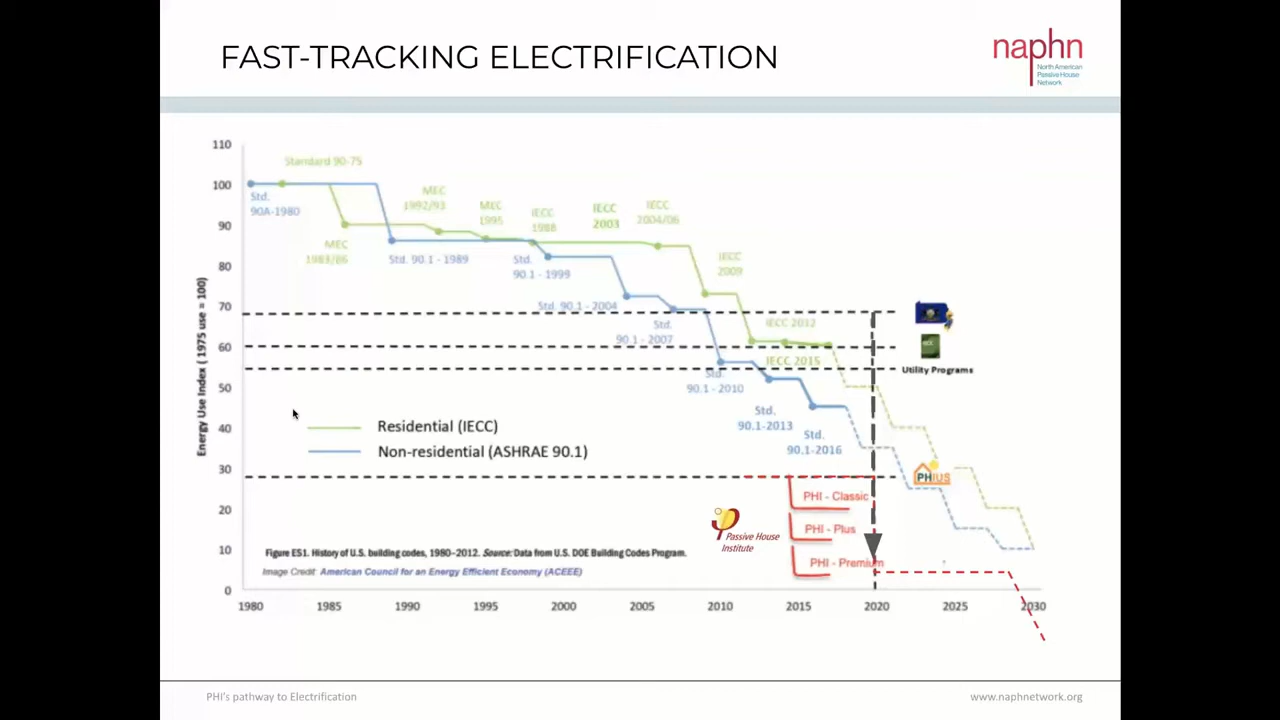 FAST-TRACKING ELECTRIFICATION
naphn
North American
Passive House
Network
110
100
90
80
70
60
50
40
30
20
10
0
Energy Use Index ( 1975 use = 100)
Standard 90-75
Std.
90A-1980
MEC
1983/86
MEC
1992/93
Std. 90.1 - 1989
MEC
1995
IECC
1988
Std.
90.1 - 1999
IECC
2003
IECC
2004/06
Std. 90.1 - 2004
Std.
90.1 - 2007
IECC
2009
Std.
90.1 - 2010
IECC 2012
IECC 2015
Std.
90.1-2013
Std.
90.1-2016
Utility Programs
Residential (IECC)
Non-residential (ASHRAE 90.1)
PHIUS
Passive House
Institute
PHI - Classic
PHI - Plus
PHI - Premium
Figure ES1. History of U.S. building codes, 1980–2012. Source: Data from U.S. DOE Building Codes Program.
Image Credit: American Council for an Energy Efficient Economy (ACEEE)
1980 1985 1990 1995 2000 2005 2010 2015 2020 2025 2030
PHI's pathway to Electrification
www.naphnetwork.org